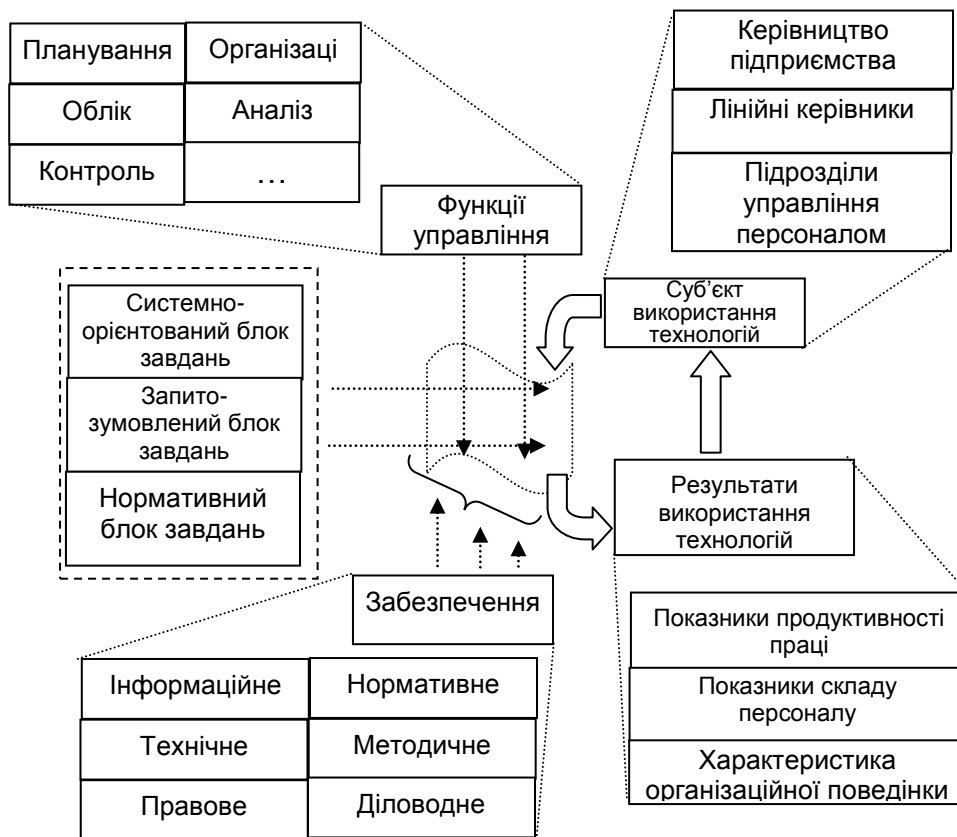 Планування
Організаці
Облік
Аналіз
Контроль
…
Функції
управління
Керівництво
підприємства
Лінійні керівники
Підрозділи
управління
персоналом
Суб’єкт
використання
технологій
Системно-
орієнтований блок
завдань
Запито-
зумовлений блок
завдань
Нормативний
блок завдань
Результати
використання
технологій
Забезпечення
Інформаційне
Нормативне
Технічне
Методичне
Правове
Діловодне
Показники продуктивності
праці
Показники складу
персоналу
Характеристика
організаційної поведінки